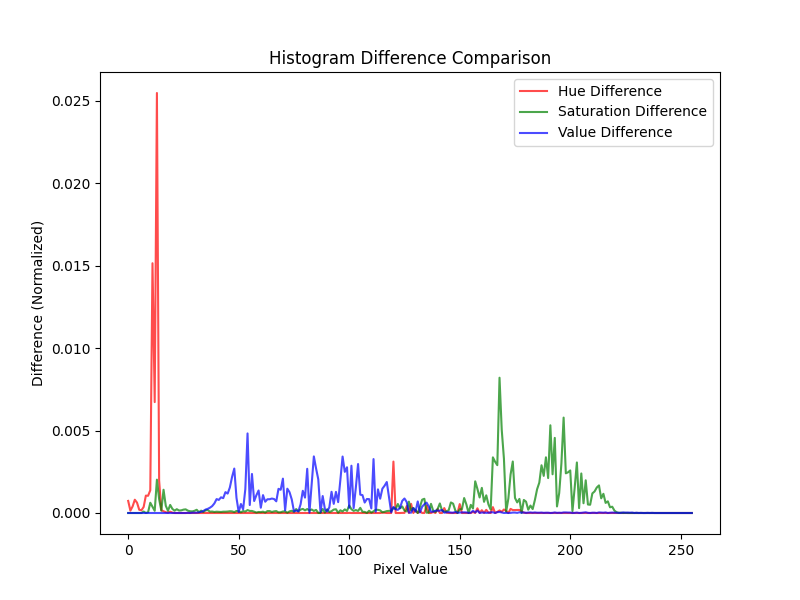 Histogram Difference Comparison
Hue Difference
Saturation Difference
Value Difference
0.025
0.020
0.015
0.010
0.005
0.000
Difference (Normalized)
0 50 100 150 200 250
Pixel Value